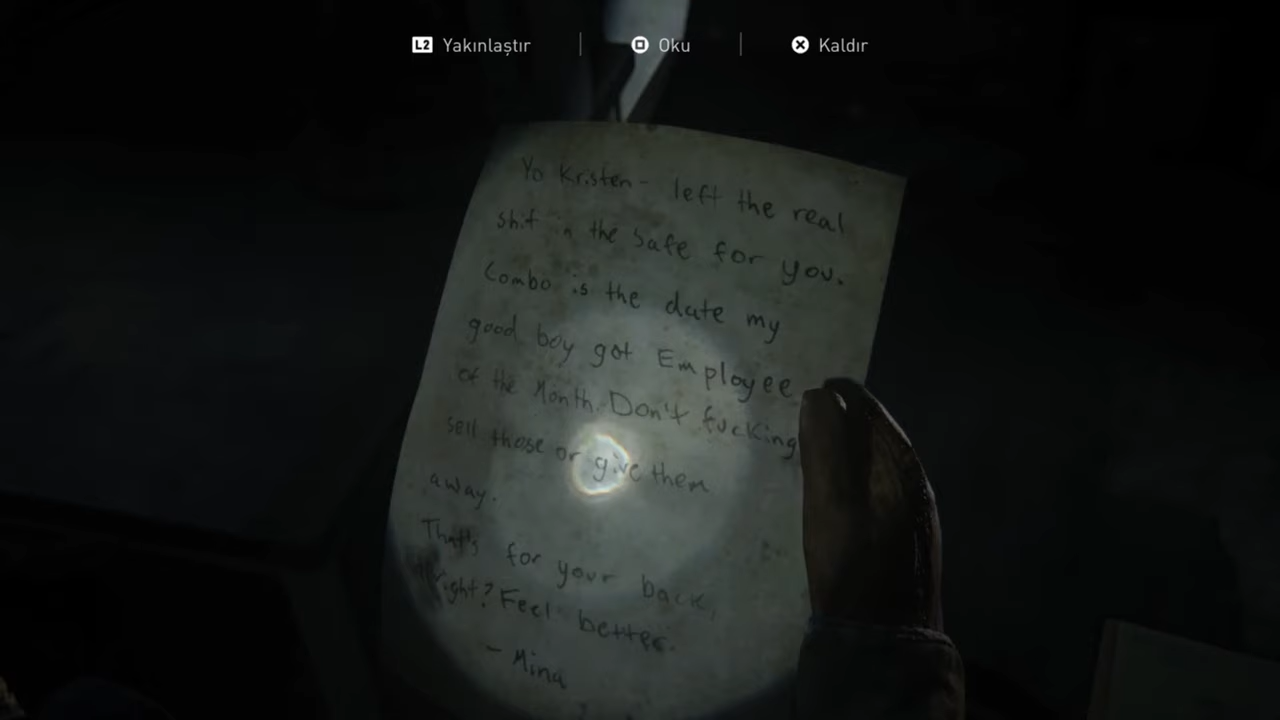 L2 Yakınlaştır Oku Kaldır
Yo Kristen- left the real
shit in the safe for you.
Combo is the date my
good boy got Employee
of the Month. Don't fucking
sell those or give them
away.
That's for your back,
right? Feel better.
- Mina